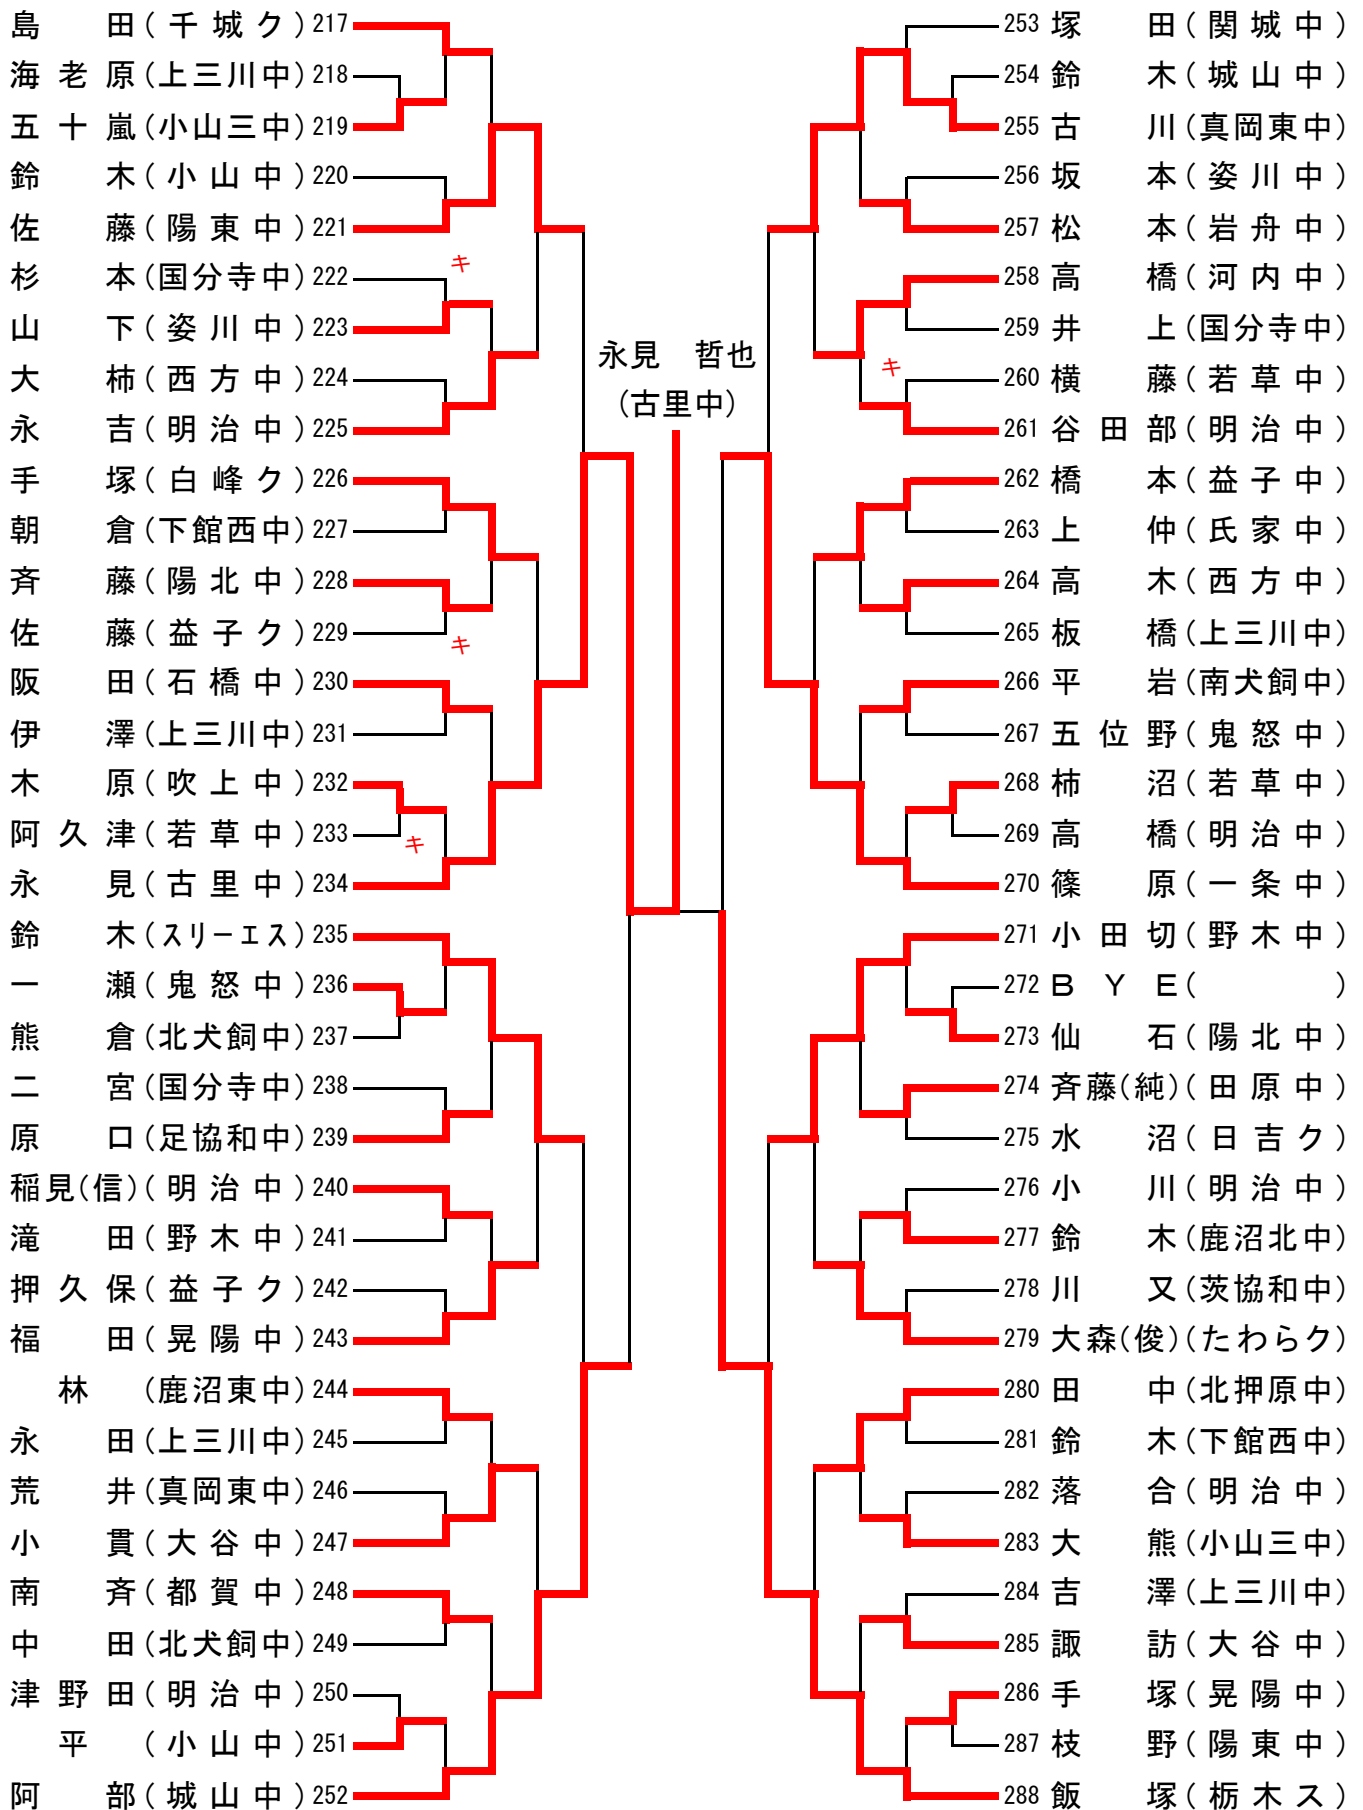 島田(千城ク)217
海老原(上三川中)218
五十嵐(小山三中)219
鈴木(小山中)220
佐藤(陽東中)221
キ
杉本(国分寺中)222
山下(姿川中)223
大柿(西方中)224
永吉(明治中)225
手塚(白峰ク)226
朝倉(下館西中)227
斉藤(陽北中)228
佐藤(益子ク)229
キ
阪田(石橋中)230
伊澤(上三川中)231
木原(吹上中)232
阿久津(若草中)233
キ
永見(古里中)234
鈴木(スリーエス)235
一瀬(鬼怒中)236
熊倉(北犬飼中)237
二宮(国分寺中)238
原口(足協和中)239
稲見(信)(明治中)240
滝田(野木中)241
押久保(益子ク)242
福田(晃陽中)243
林(鹿沼東中)244
永田(上三川中)245
荒井(真岡東中)246
小貫(大谷中)247
南斉(都賀中)248
中田(北犬飼中)249
津野田(明治中)250
平(小山中)251
阿部(城山中)252
永見 哲也
(古里中)
253 塚田(関城中)
254 鈴木(城山中)
255 古川(真岡東中)
256 坂本(姿川中)
257 松本(岩舟中)
258 高橋(河内中)
259 井上(国分寺中)
キ
260 横藤(若草中)
261 谷田部(明治中)
262 橋本(益子中)
263 上仲(氏家中)
264 高木(西方中)
265 板橋(上三川中)
266 平岩(南犬飼中)
267 五位野(鬼怒中)
268 柿沼(若草中)
269 高橋(明治中)
270 篠原(一条中)
271 小田切(野木中)
272 BYE( )
273 仙石(陽北中)
274 斉藤(純)(田原中)
275 水沼(日吉ク)
276 小川(明治中)
277 鈴木(鹿沼北中)
278 川又(茨協和中)
279 大森(俊)(たわらク)
280 田中(北押原中)
281 鈴木(下館西中)
282 落合(明治中)
283 大熊(小山三中)
284 吉澤(上三川中)
285 諏訪(大谷中)
286 手塚(晃陽中)
287 枝野(陽東中)
288 飯塚(栃木ス)